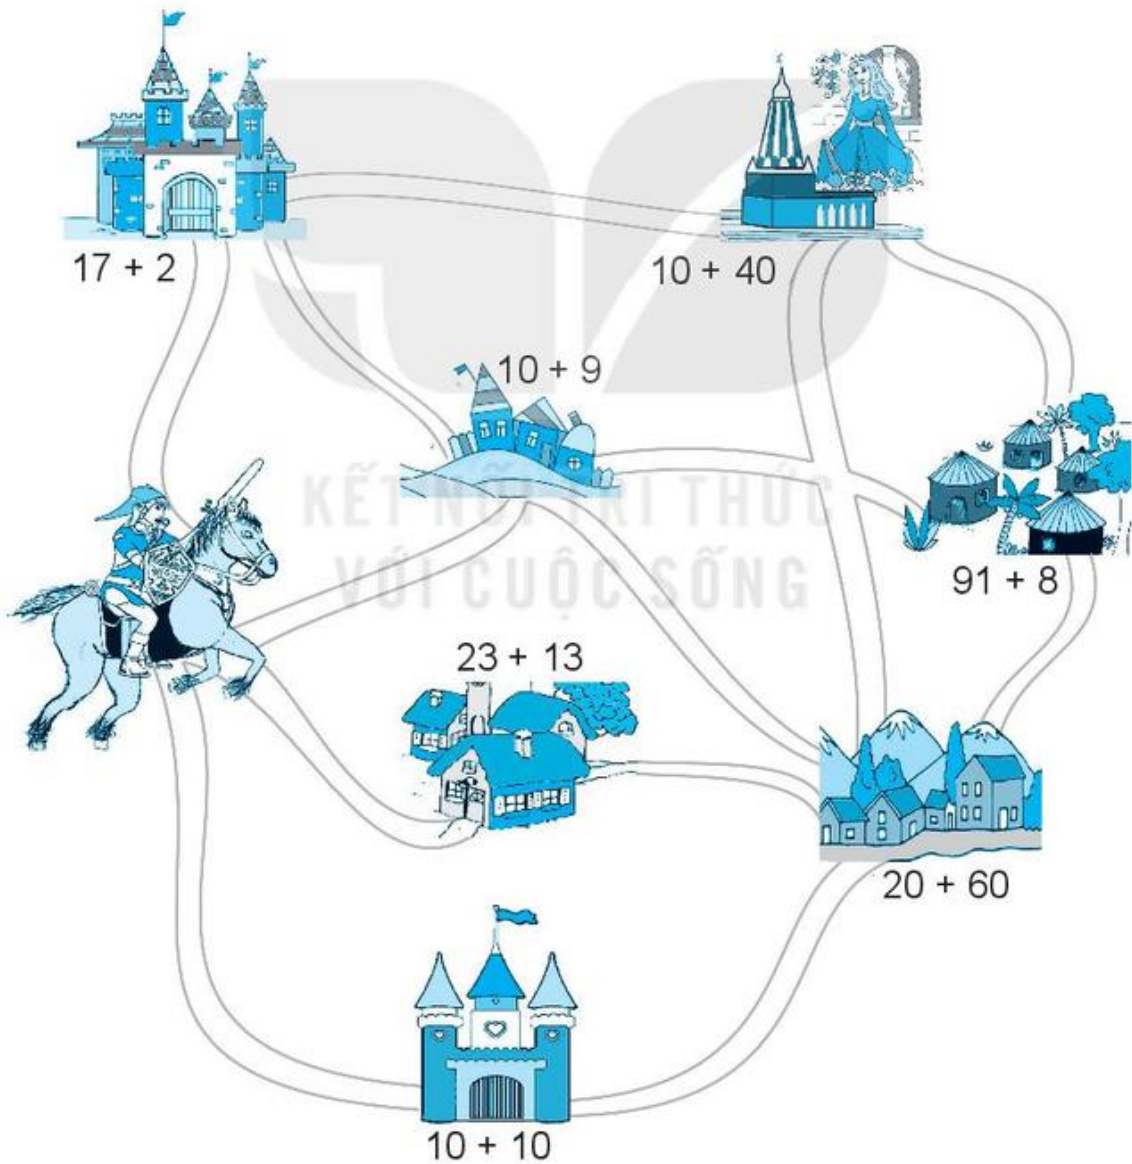 17 + 2
10 + 40
10 + 9
KẾT NỐI TRI THỨC
VỚI CUỘC SỐNG
91 + 8
23 + 13
20 + 60
10 + 10